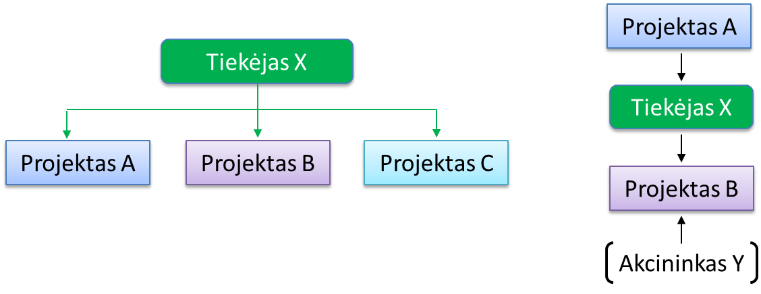 Tiekėjas X
Projektas A
Projektas B
Projektas C
Projektas A
Tiekėjas X
Projektas B
Akcininkas Y